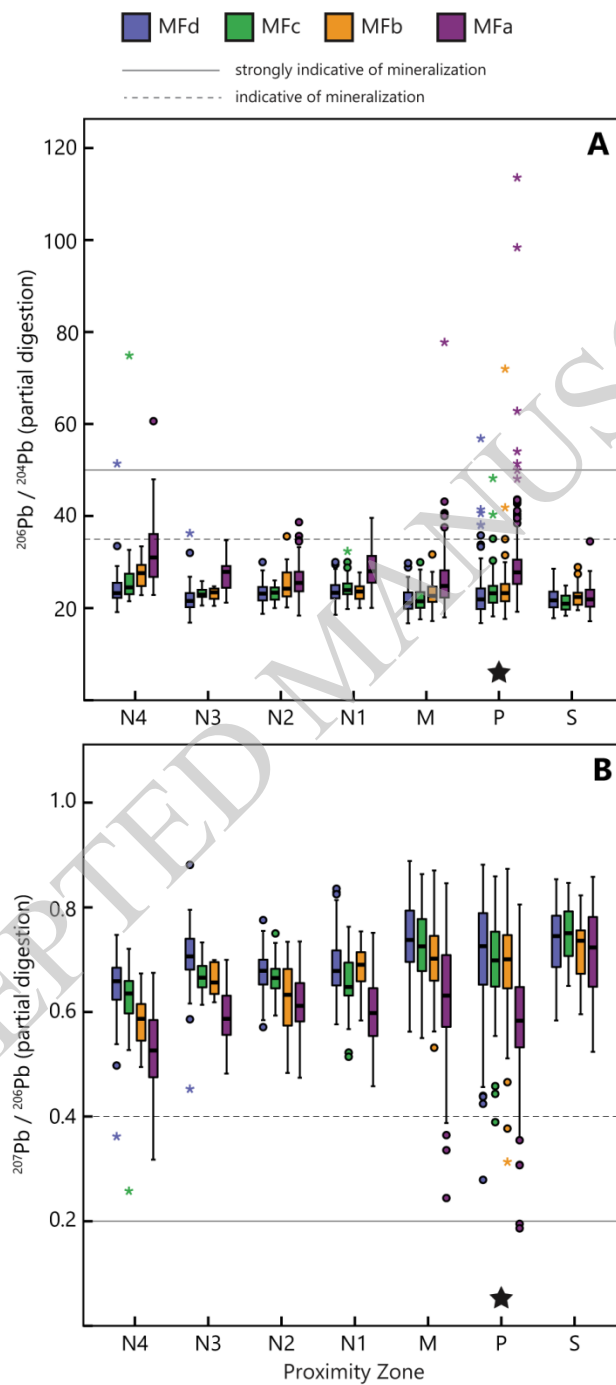 MFd MFc MFb MFa
strongly indicative of mineralization
indicative of mineralization
A
120
100
80
60
40
20
²⁰⁶Pb / ²⁰⁴Pb (partial digestion)
N4 N3 N2 N1 M P S
B
1.0
0.8
0.6
0.4
0.2
²⁰⁷Pb / ²⁰⁶Pb (partial digestion)
N4 N3 N2 N1 M P S
Proximity Zone
EPTED MANUSC